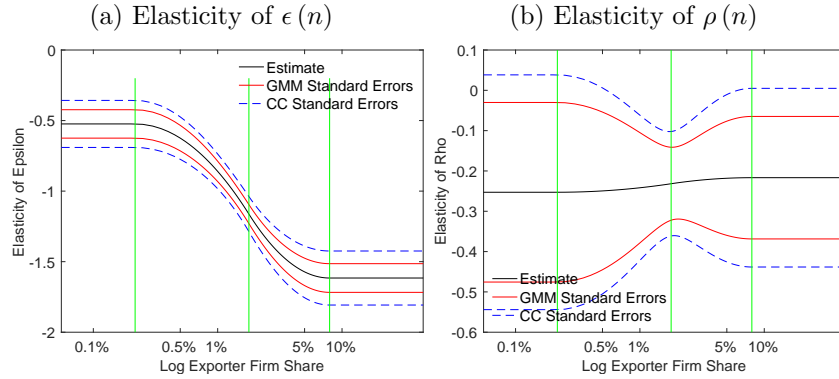 (a) Elasticity of ϵ (n)
0
-0.5
-1
-1.5
-2
Elasticity of Epsilon
Estimate
GMM Standard Errors
CC Standard Errors
0.1% 0.5% 1% 5% 10%
Log Exporter Firm Share
(b) Elasticity of ρ (n)
0.1
0
-0.1
-0.2
-0.3
-0.4
-0.5
-0.6
Elasticity of Rho
Estimate
GMM Standard Errors
CC Standard Errors
0.1% 0.5% 1% 5% 10%
Log Exporter Firm Share